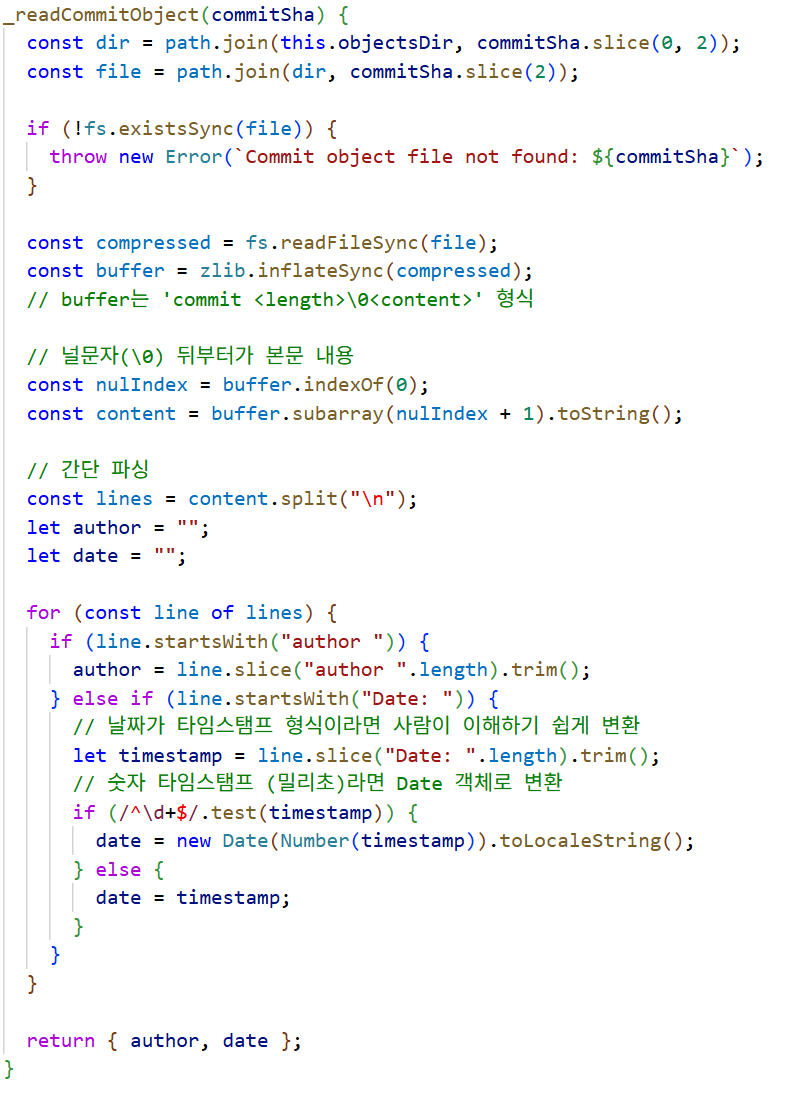 _readCommitObject(commitSha) {
  const dir = path.join(this.objectsDir, commitSha.slice(0, 2));
  const file = path.join(dir, commitSha.slice(2));

  if (!fs.existsSync(file)) {
    throw new Error(`Commit object file not found: ${commitSha}`);
  }

  const compressed = fs.readFileSync(file);
  const buffer = zlib.inflateSync(compressed);
  // buffer는 'commit <length>\0<content>' 형식

  // 널문자(\0) 뒤부터가 본문 내용
  const nulIndex = buffer.indexOf(0);
  const content = buffer.subarray(nulIndex + 1).toString();

  // 간단 파싱
  const lines = content.split("\n");
  let author = "";
  let date = "";

  for (const line of lines) {
    if (line.startsWith("author ")) {
      author = line.slice("author ".length).trim();
    } else if (line.startsWith("Date: ")) {
      // 날짜가 타임스탬프 형식이라면 사람이 이해하기 쉽게 변환
      let timestamp = line.slice("Date: ".length).trim();
      // 숫자 타임스탬프 (밀리초)라면 Date 객체로 변환
      if (/^\d+$/.test(timestamp)) {
        date = new Date(Number(timestamp)).toLocaleString();
      } else {
        date = timestamp;
      }
    }
  }

  return { author, date };
}